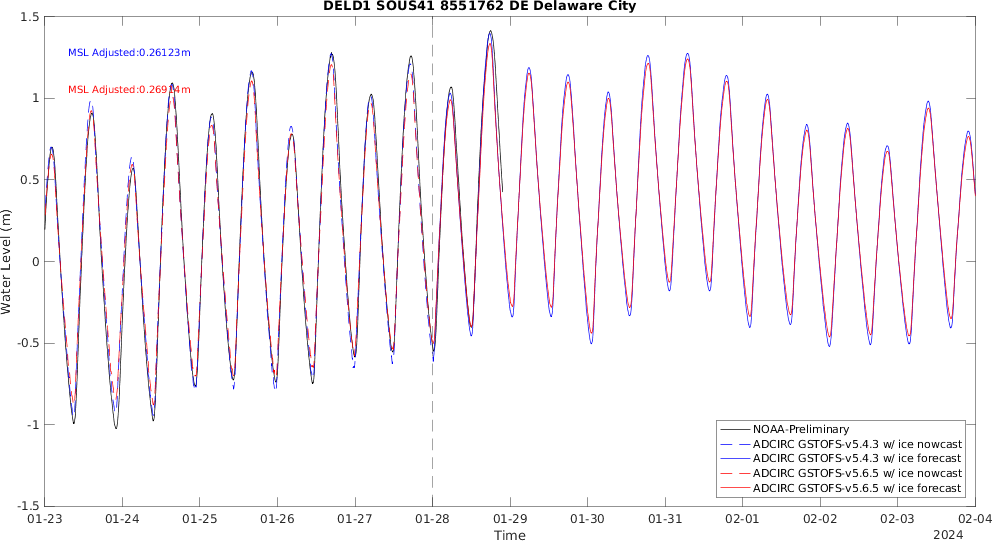 DELD1 SOUS41 8551762 DE Delaware City
1.5
1
0.5
0
-0.5
-1
-1.5
Water Level (m)
MSL Adjusted:0.26123m
MSL Adjusted:0.26914m
NOAA-Preliminary
ADCIRC GSTOFS-v5.4.3 w/ ice nowcast
ADCIRC GSTOFS-v5.4.3 w/ ice forecast
ADCIRC GSTOFS-v5.6.5 w/ ice nowcast
ADCIRC GSTOFS-v5.6.5 w/ ice forecast
01-23 01-24 01-25 01-26 01-27 01-28 01-29 01-30 01-31 02-01 02-02 02-03 02-04
Time
2024